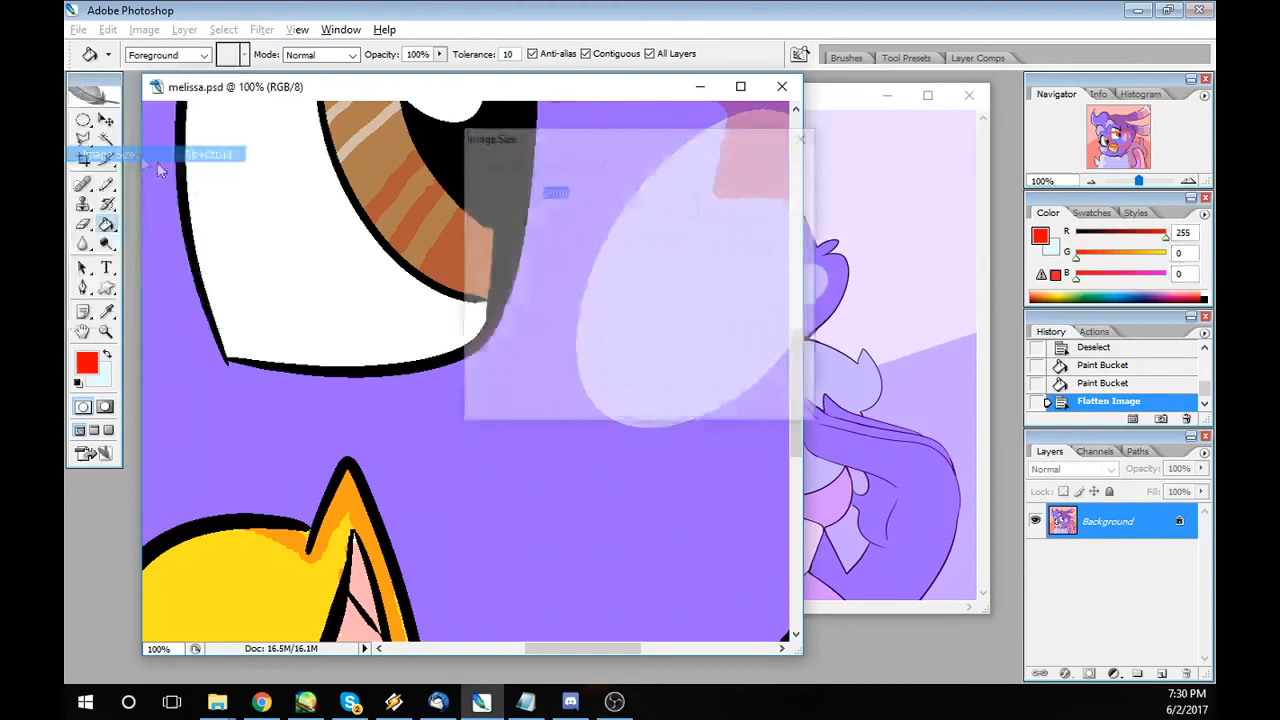 Adobe Photoshop
File Edit Image Layer Select Filter View Window Help
Foreground Mode: Normal Opacity: 100% Tolerance: 10 Anti-alias Contiguous All Layers
Brushes Tool Presets Layer Comps
melissa.psd @ 100% (RGB/8)
Navigator Info Histogram
Image Size
Image Size... Alt+Ctrl+I
100%
Color Swatches Styles
R 255
G 0
B 0
History Actions
Deselect
Paint Bucket
Paint Bucket
Flatten Image
Layers Channels Paths
Normal Opacity: 100%
Lock: Fill: 100%
Background
100% Doc: 16.5M/16.1M
7:30 PM
6/2/2017